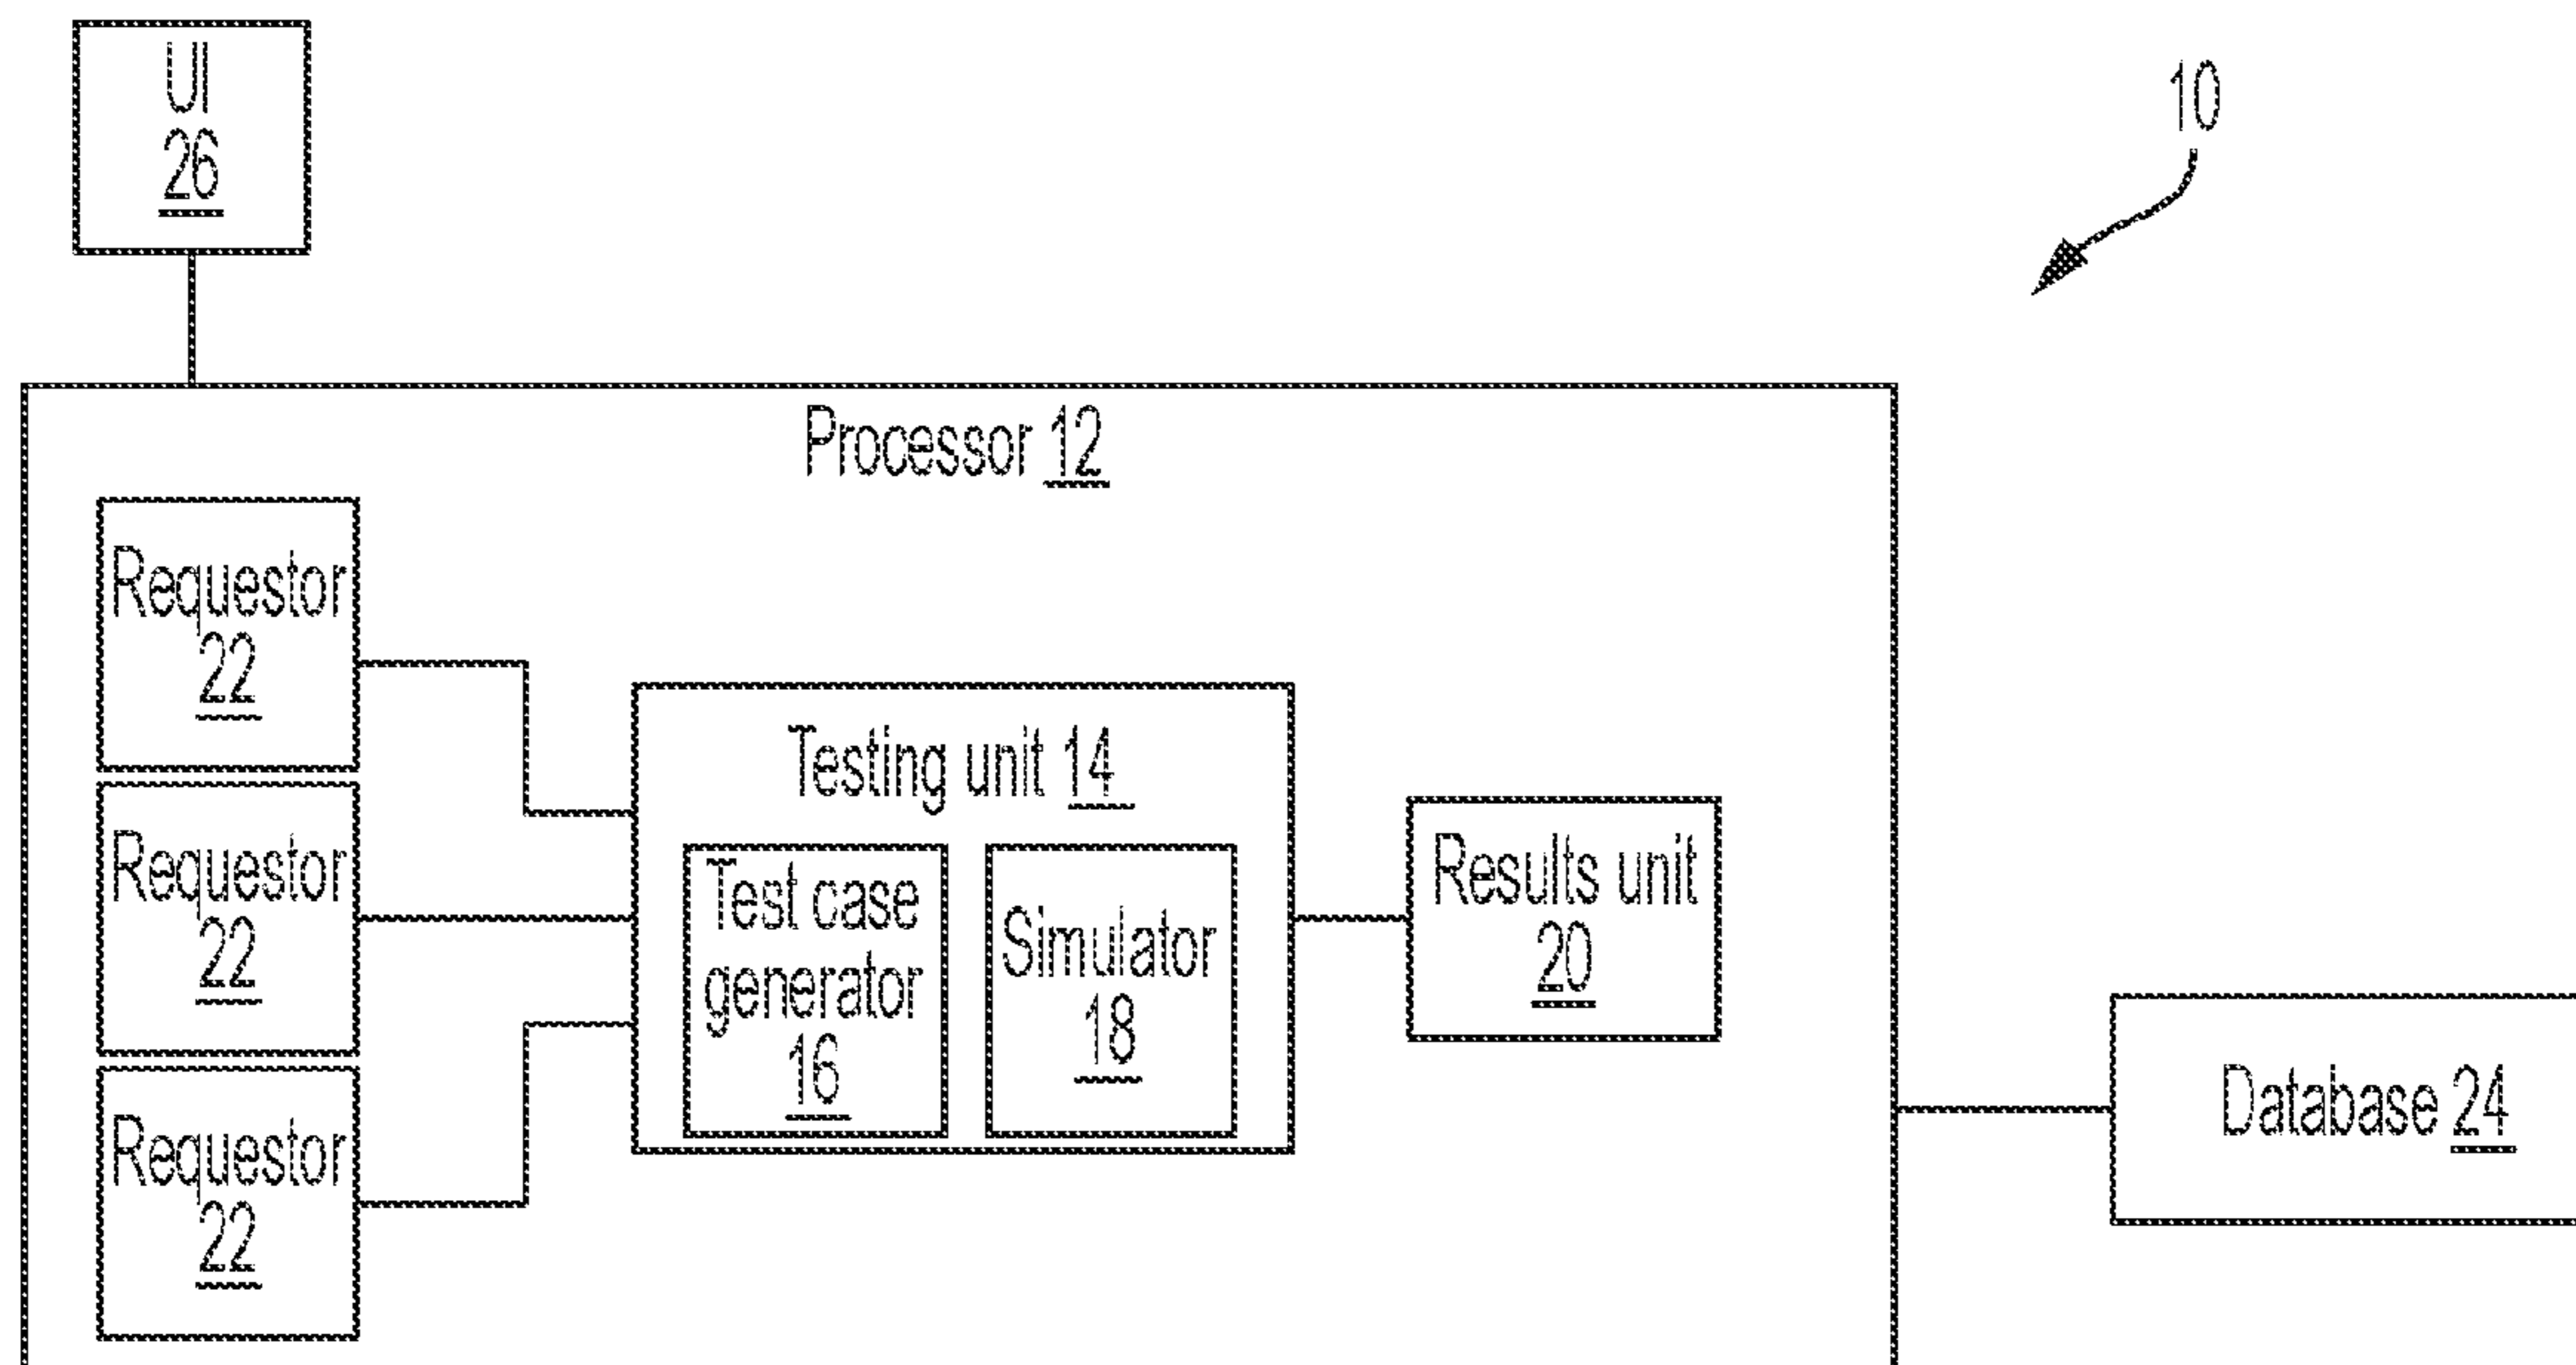 UI
26
10
Processor 12
Requestor
22
Requestor
22
Requestor
22
Testing unit 14
Test case
generator
16
Simulator
18
Results unit
20
Database 24